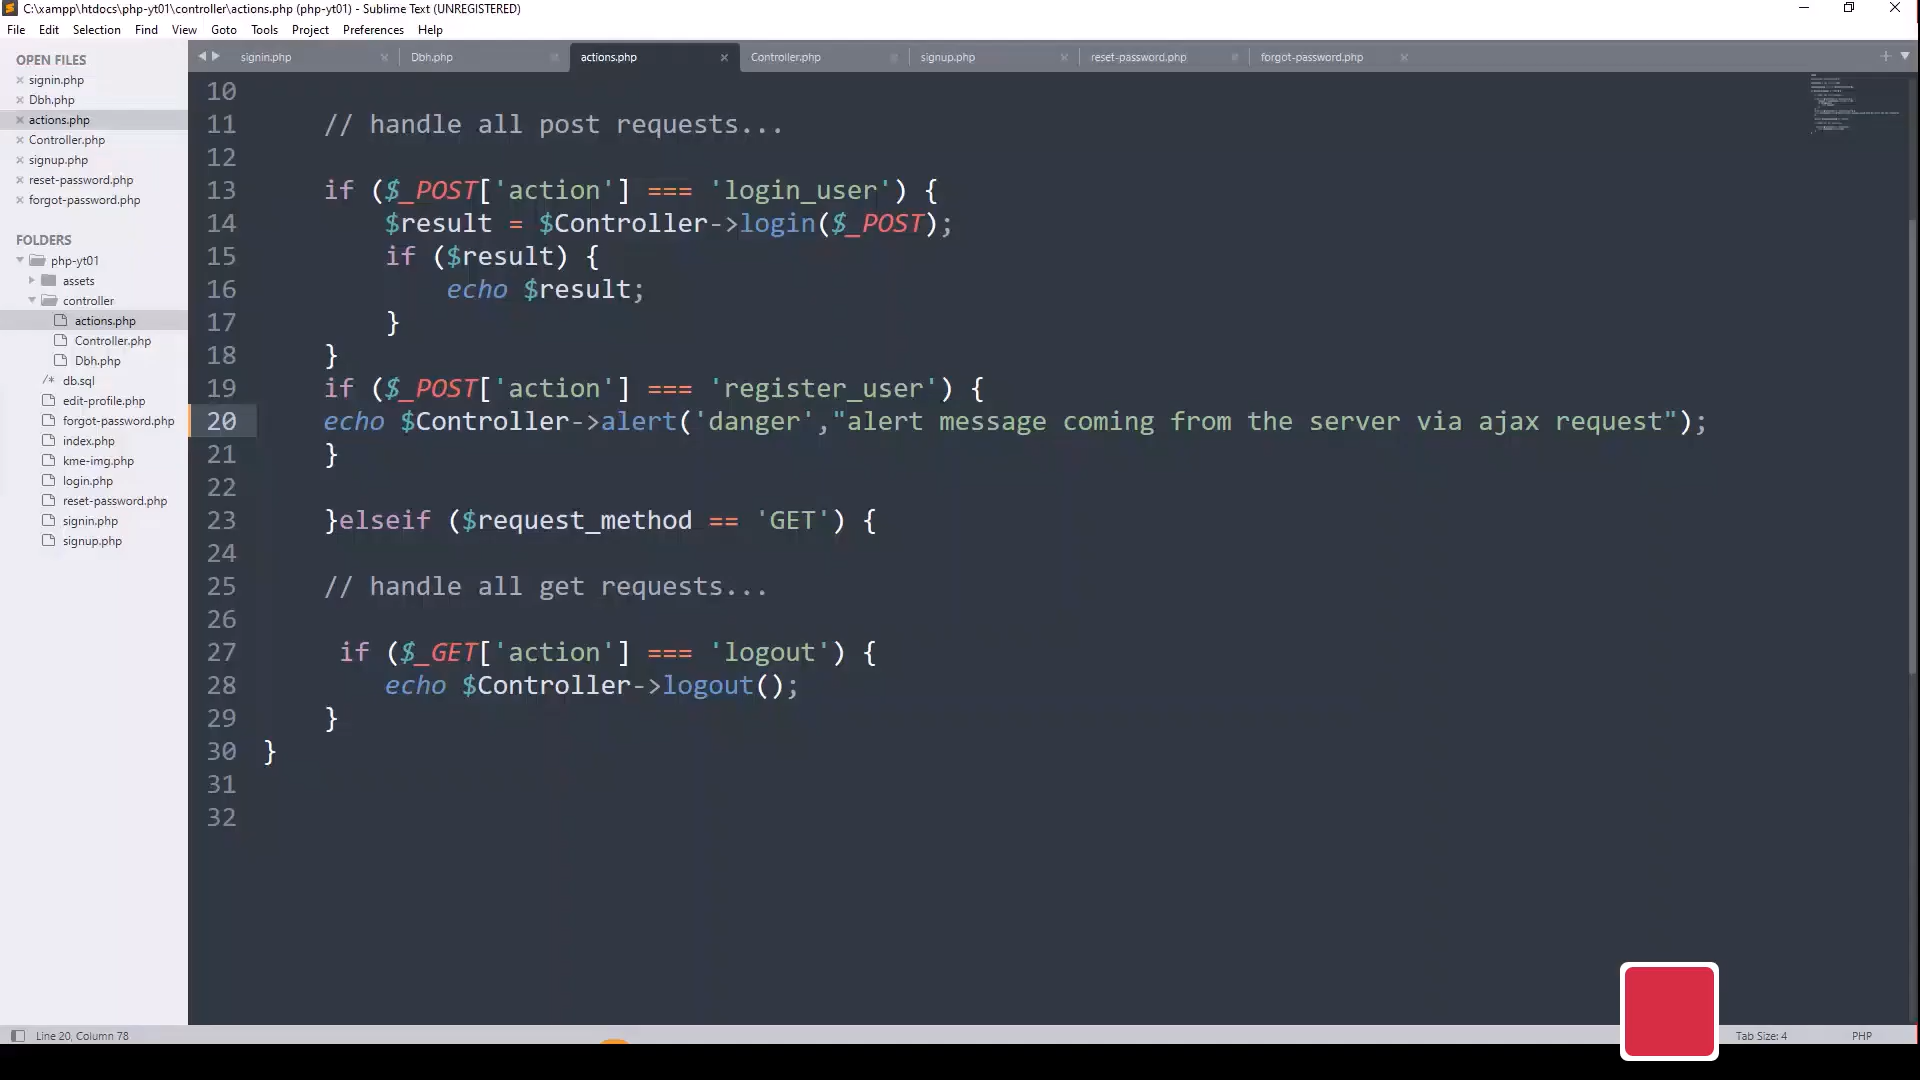 C:\xampp\htdocs\php-yt01\controller\actions.php (php-yt01) - Sublime Text (UNREGISTERED)
File Edit Selection Find View Goto Tools Project Preferences Help
OPEN FILES
signin.php
Dbh.php
actions.php
Controller.php
signup.php
reset-password.php
forgot-password.php
FOLDERS
php-yt01
assets
controller
actions.php
Controller.php
Dbh.php
/* db.sql
edit-profile.php
forgot-password.php
index.php
kme-img.php
login.php
reset-password.php
signin.php
signup.php
signin.php Dbh.php actions.php Controller.php signup.php reset-password.php forgot-password.php
10
11 // handle all post requests...
12
13 if ($_POST['action'] === 'login_user') {
14 $result = $Controller->login($_POST);
15 if ($result) {
16 echo $result;
17 }
18 }
19 if ($_POST['action'] === 'register_user') {
20 echo $Controller->alert('danger',"alert message coming from the server via ajax request");
21 }
22
23 }elseif ($request_method == 'GET') {
24
25 // handle all get requests...
26
27 if ($_GET['action'] === 'logout') {
28 echo $Controller->logout();
29 }
30 }
31
32
Line 20, Column 78
Tab Size: 4
PHP